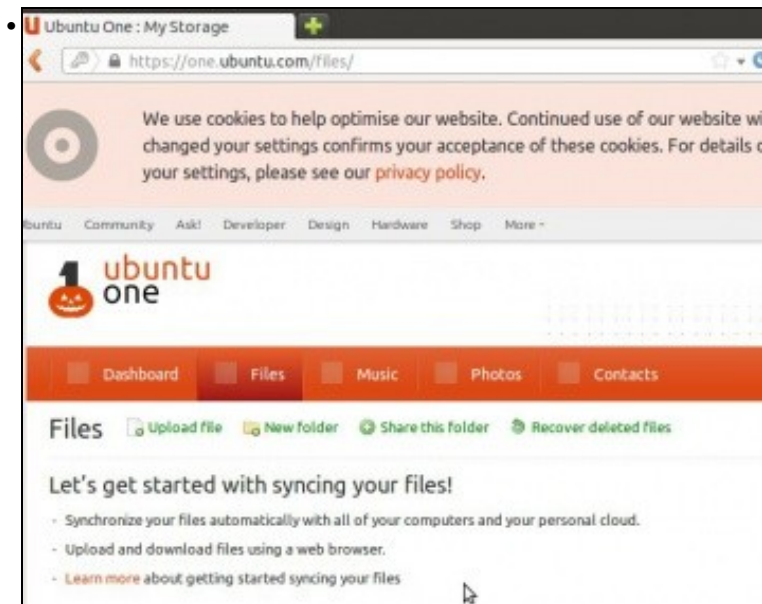 Ubuntu One : My Storage
https://one.ubuntu.com/files/
We use cookies to help optimise our website. Continued use of our website wi
changed your settings confirms your acceptance of these cookies. For details o
your settings, please see our privacy policy.
buntu Community Ask! Developer Design Hardware Shop More
ubuntu
one
Dashboard Files Music Photos Contacts
Files Upload file New folder Share this folder Recover deleted files
Let's get started with syncing your files!
- Synchronize your files automatically with all of your computers and your personal cloud.
- Upload and download files using a web browser.
- Learn more about getting started syncing your files